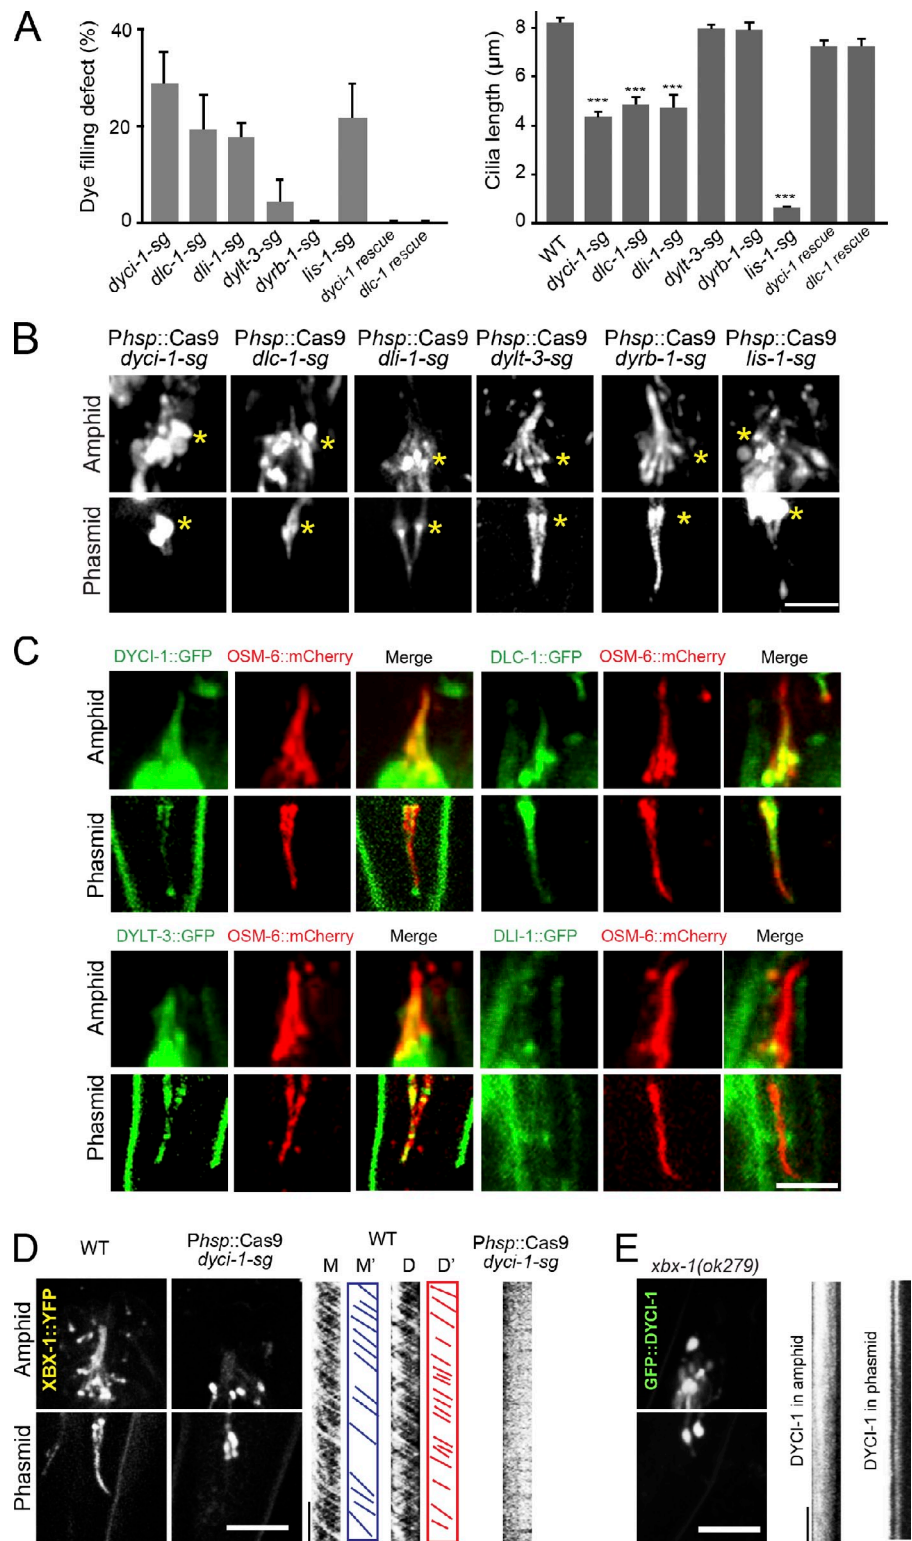 A
Dye filling defect (%)
40
20
0
dyci-1-sg
dlc-1-sg
dli-1-sg
dylt-3-sg
dyrb-1-sg
lis-1-sg
dyci-1 rescue
dlc-1 rescue
Cilia length (μm)
8
6
4
2
0
*** *** *** ***
WT
dyci-1-sg
dlc-1-sg
dli-1-sg
dylt-3-sg
dyrb-1-sg
lis-1-sg
dyci-1 rescue
dlc-1 rescue
B
Phsp::Cas9 Phsp::Cas9 Phsp::Cas9 Phsp::Cas9 Phsp::Cas9 Phsp::Cas9
dyci-1-sg dlc-1-sg dli-1-sg dylt-3-sg dyrb-1-sg lis-1-sg
Amphid
* * * * * *
Phasmid
* * * * * *
C
DYCI-1::GFP OSM-6::mCherry Merge DLC-1::GFP OSM-6::mCherry Merge
Amphid
Phasmid
DYLT-3::GFP OSM-6::mCherry Merge DLI-1::GFP OSM-6::mCherry Merge
Amphid
Phasmid
D
WT
Phsp::Cas9
dyci-1-sg
WT
M M' D D'
Phsp::Cas9
dyci-1-sg
Amphid
XBX-1::YFP
Phasmid
E
xbx-1(ok279)
GFP::DYCI-1
DYCI-1 in amphid
DYCI-1 in phasmid